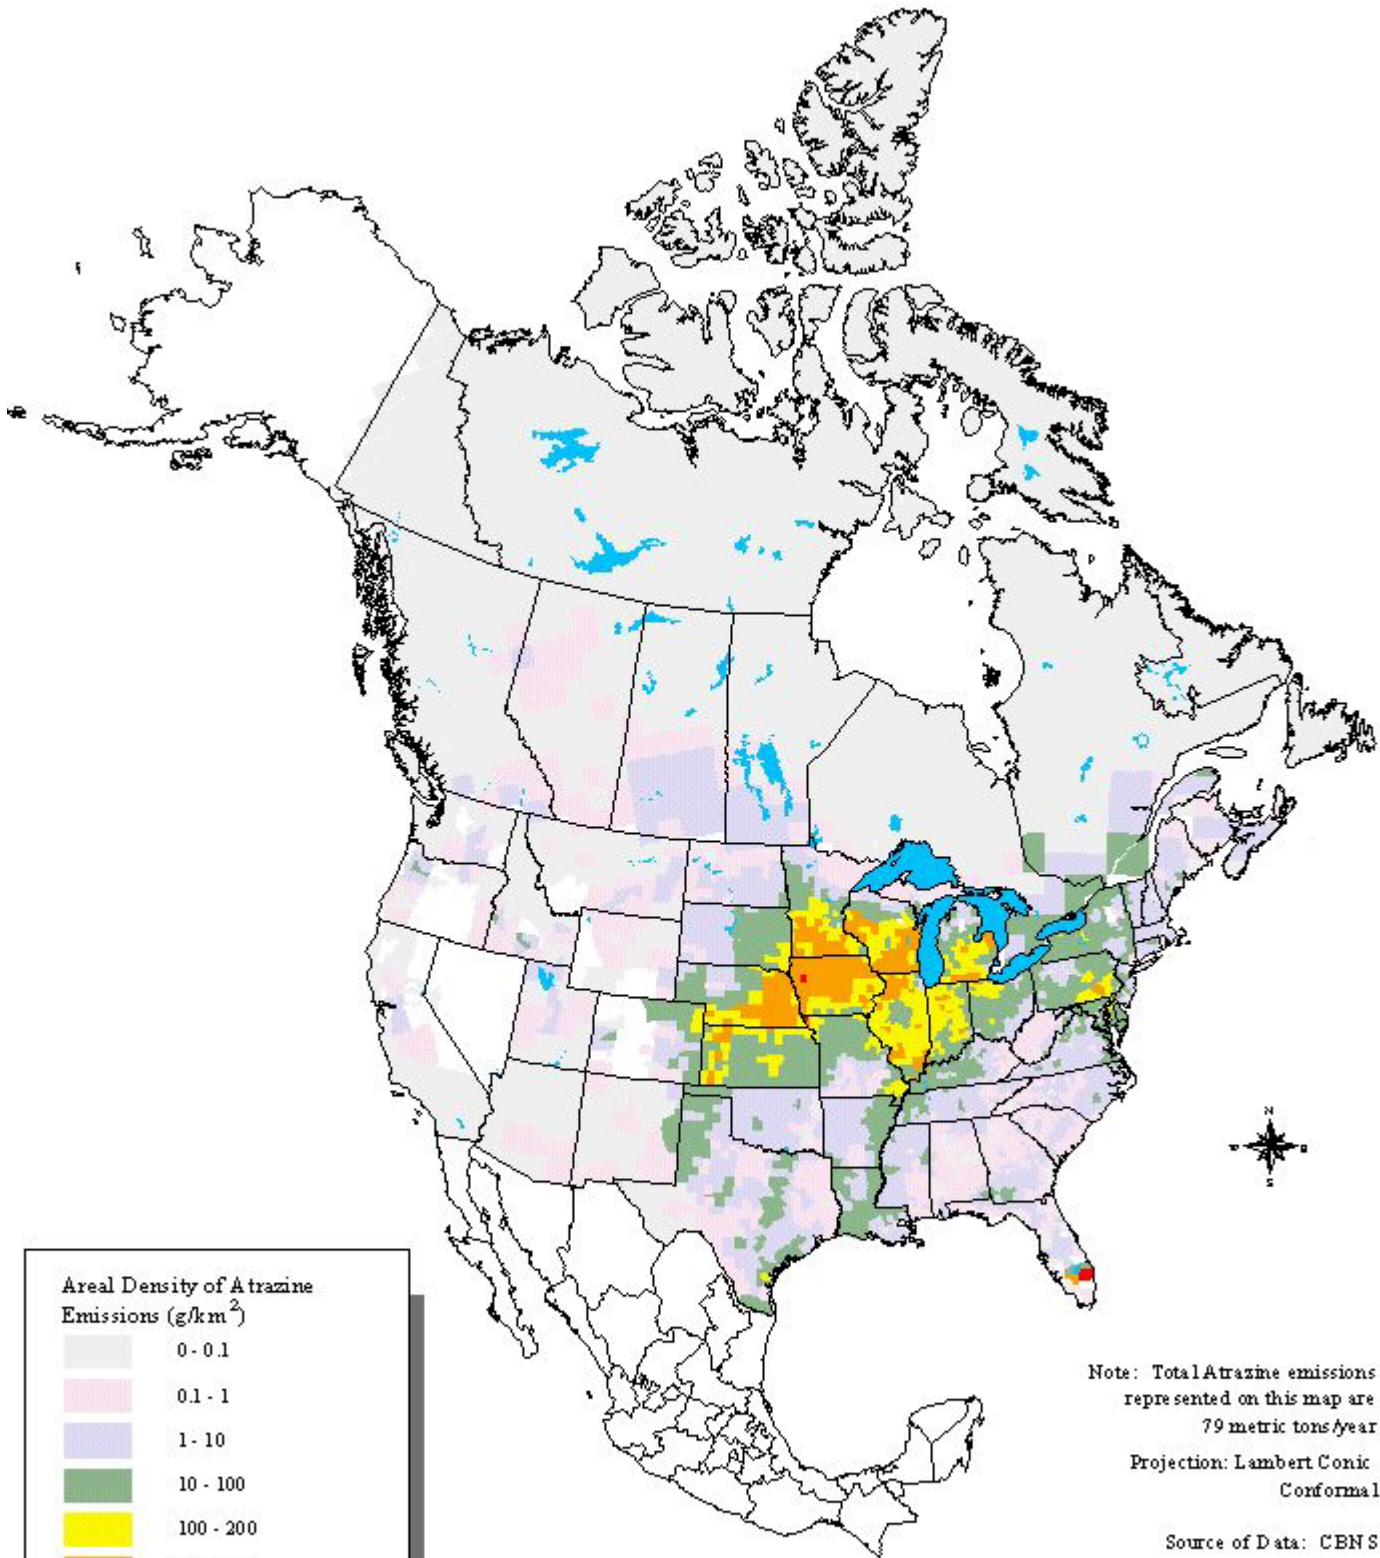 N
S
Areal Density of Atrazine
Emissions (g/km2)
0 - 0.1
0.1 - 1
1 - 10
10 - 100
100 - 200
Note: Total Atrazine emissions
represented on this map are
79 metric tons/year
Projection: Lambert Conic
Conformal
Source of Data: CBNS